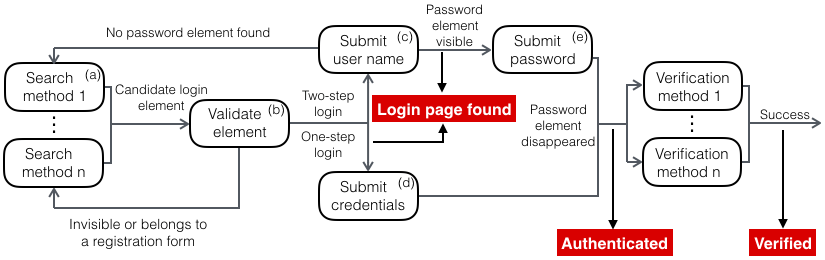 No password element found
Submit
user name
(c)
Password
element
visible
Submit
password
(e)
Search
method 1
(a)
Candidate login
element
Validate
element
(b)
Two-step
login
One-step
login
Login page found
Password
element
disappeared
Verification
method 1
Success
⋮
⋮
Search
method n
Submit
credentials
(d)
Verification
method n
Invisible or belongs to
a registration form
Authenticated
Verified